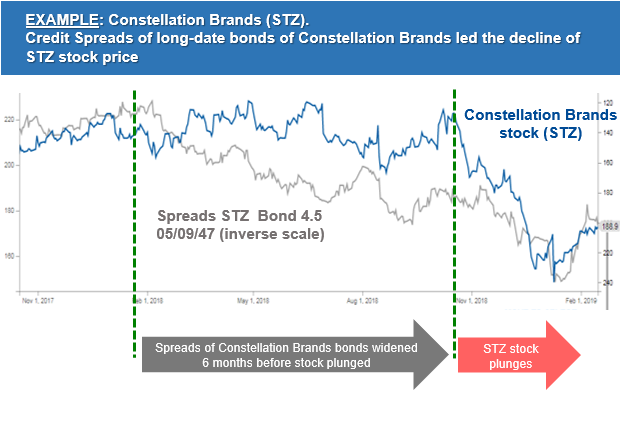 EXAMPLE: Constellation Brands (STZ).
Credit Spreads of long-date bonds of Constellation Brands led the decline of
STZ stock price
220
200
180
160
120
140
160
180
198.9
200
220
240
Constellation Brands
stock (STZ)
Spreads STZ Bond 4.5
05/09/47 (inverse scale)
Nov 1, 2017
1, 2018
May 1, 2018
Aug 1, 2018
Nov 1, 2018
Feb 1, 2019
Spreads of Constellation Brands bonds widened
6 months before stock plunged
STZ stock
plunges